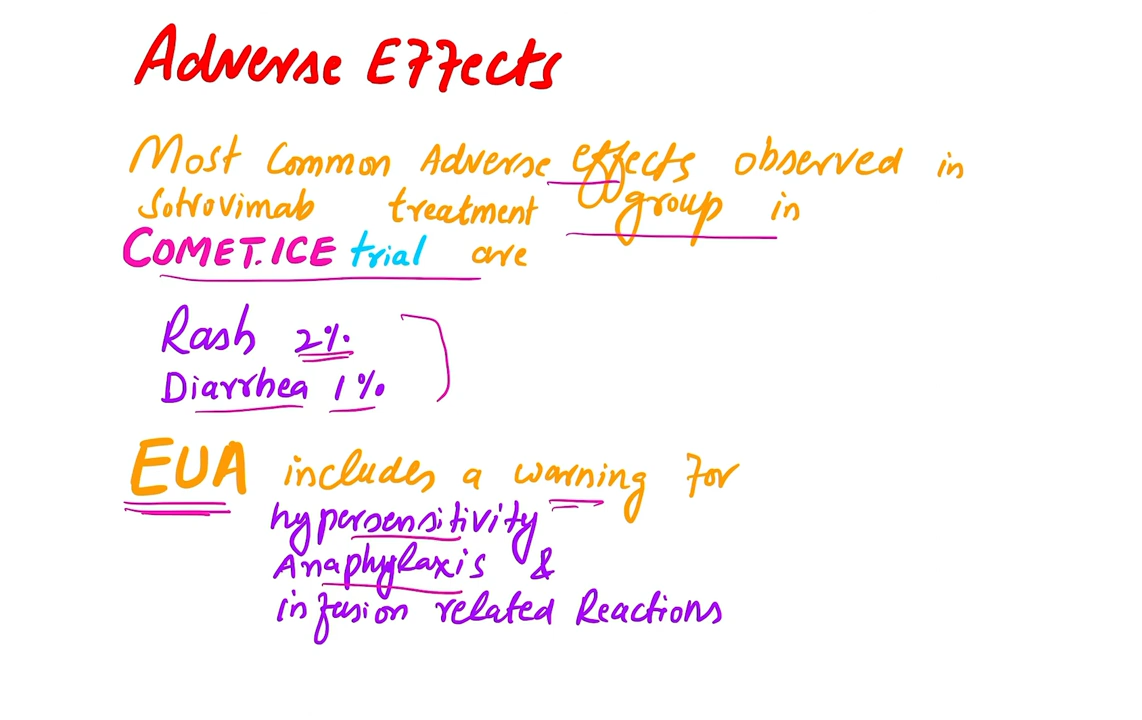 Adverse Effects
Most Common Adverse effects observed in
Sotrovimab treatment group in
COMET.ICE trial are
Rash 2%
Diarrhea 1%
EUA includes a warning for
hypersensitivity
Anaphylaxis &
infusion related Reactions